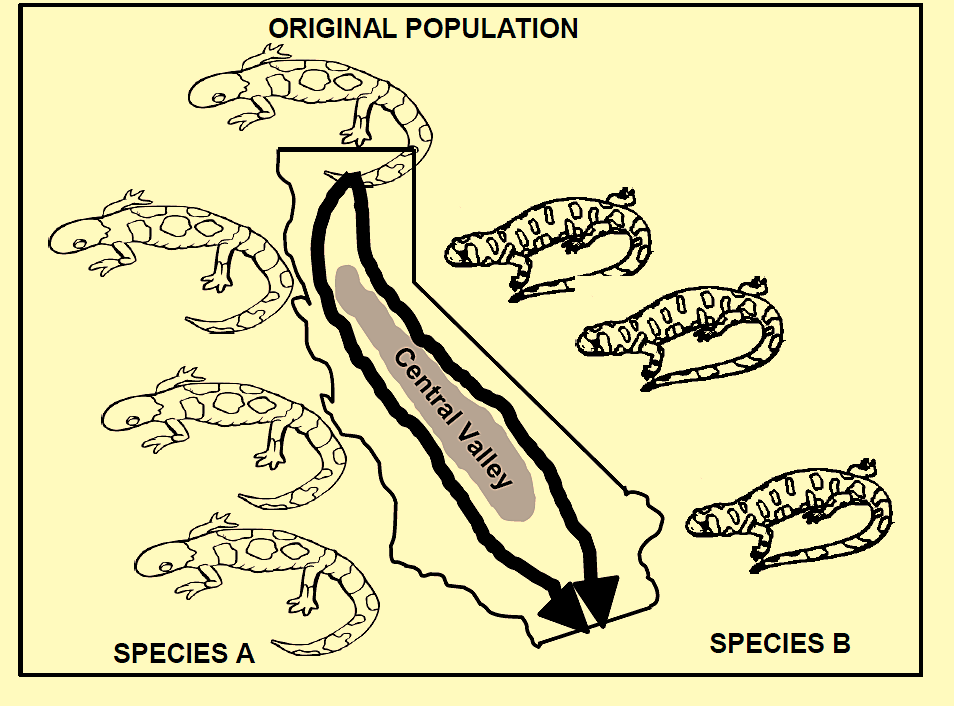 ORIGINAL POPULATION
Central Valley
SPECIES A
SPECIES B